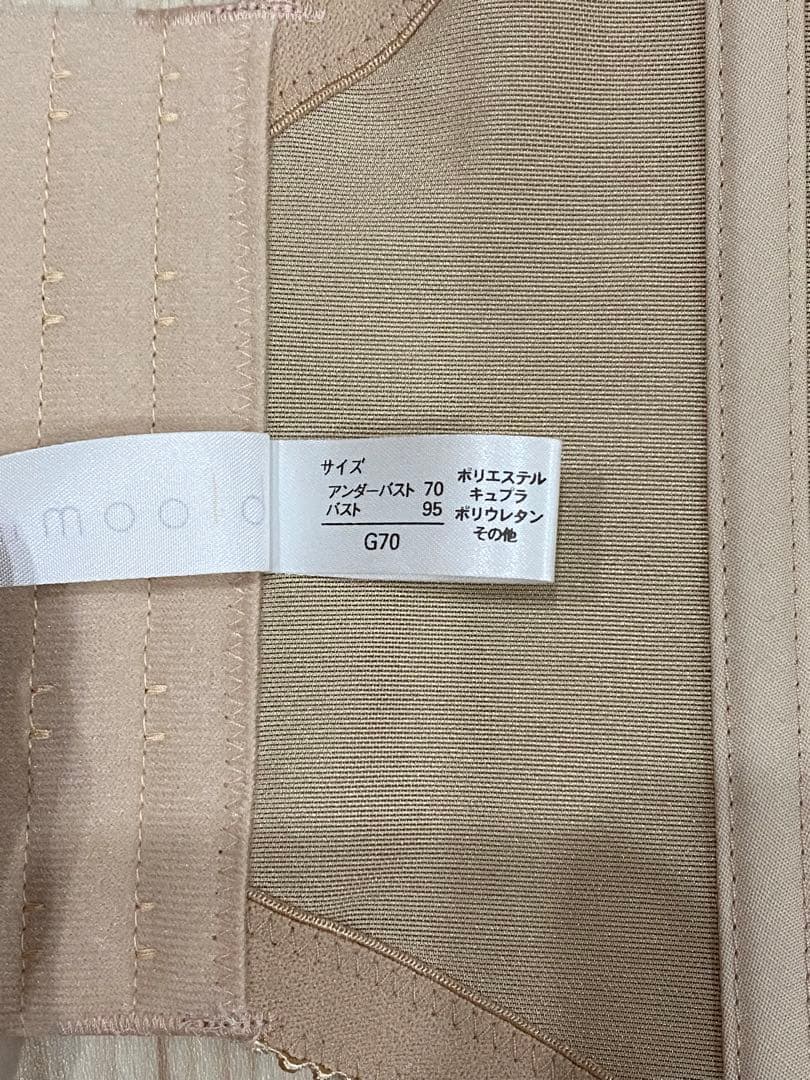 サイズ
アンダーバスト 70
バスト 95
G70
ポリエステル
キュプラ
ポリウレタン
その他